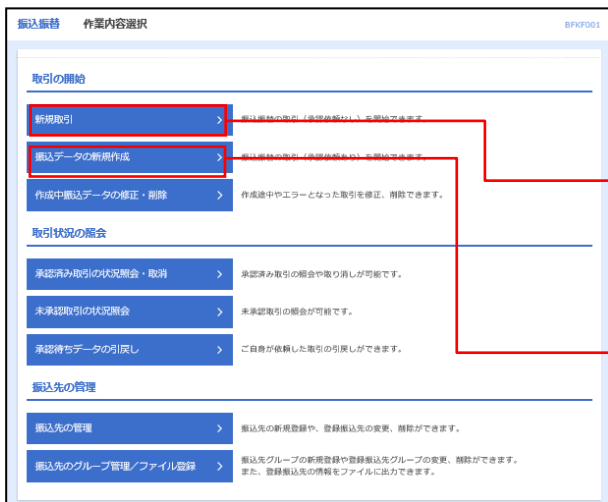 振込振替 作業内容選択 BFKF001
取引の開始
新規取引 > 振込振替の取引（承認依頼なし）を開始できます。
振込データの新規作成 > 振込振替の取引（承認依頼あり）を開始できます。
作成中振込データの修正・削除 > 作成途中やエラーとなった取引を修正、削除できます。
取引状況の照会
承認済み取引の状況照会・取消 > 承認済み取引の照会や取り消しが可能です。
未承認取引の状況照会 > 未承認取引の照会が可能です。
承認待ちデータの引戻し > ご自身が依頼した取引の引戻しができます。
振込先の管理
振込先の管理 > 振込先の新規登録や、登録振込先の変更、削除ができます。
振込先のグループ管理／ファイル登録 > 振込先グループの新規登録や登録振込先グループの変更、削除ができます。
また、登録振込先の情報をファイルに出力できます。